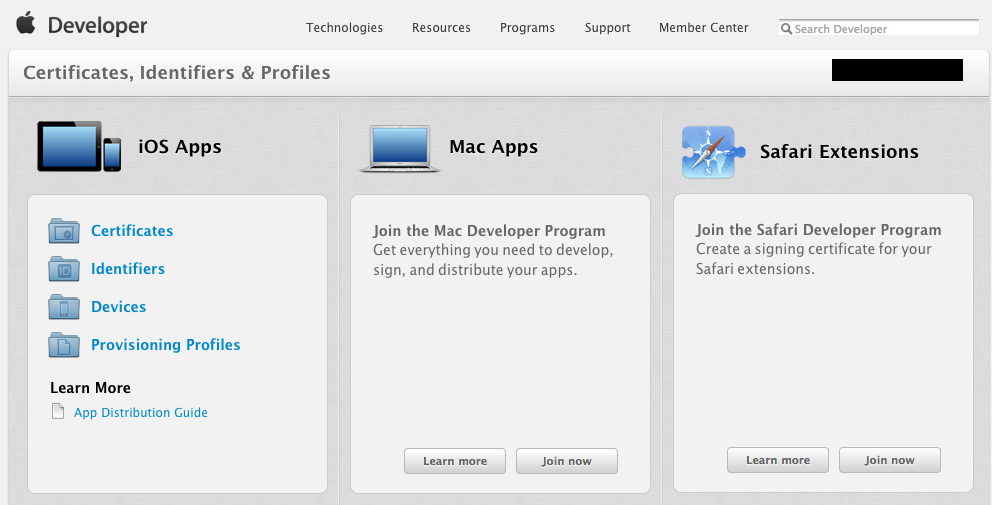 Developer
Technologies Resources Programs Support Member Center Search Developer
Certificates, Identifiers & Profiles
iOS Apps
Certificates
ID
Identifiers
Devices
Provisioning Profiles
Learn More
App Distribution Guide
Mac Apps
Join the Mac Developer Program
Get everything you need to develop,
sign, and distribute your apps.
Learn more Join now
Safari Extensions
Join the Safari Developer Program
Create a signing certificate for your
Safari extensions.
Learn more Join now